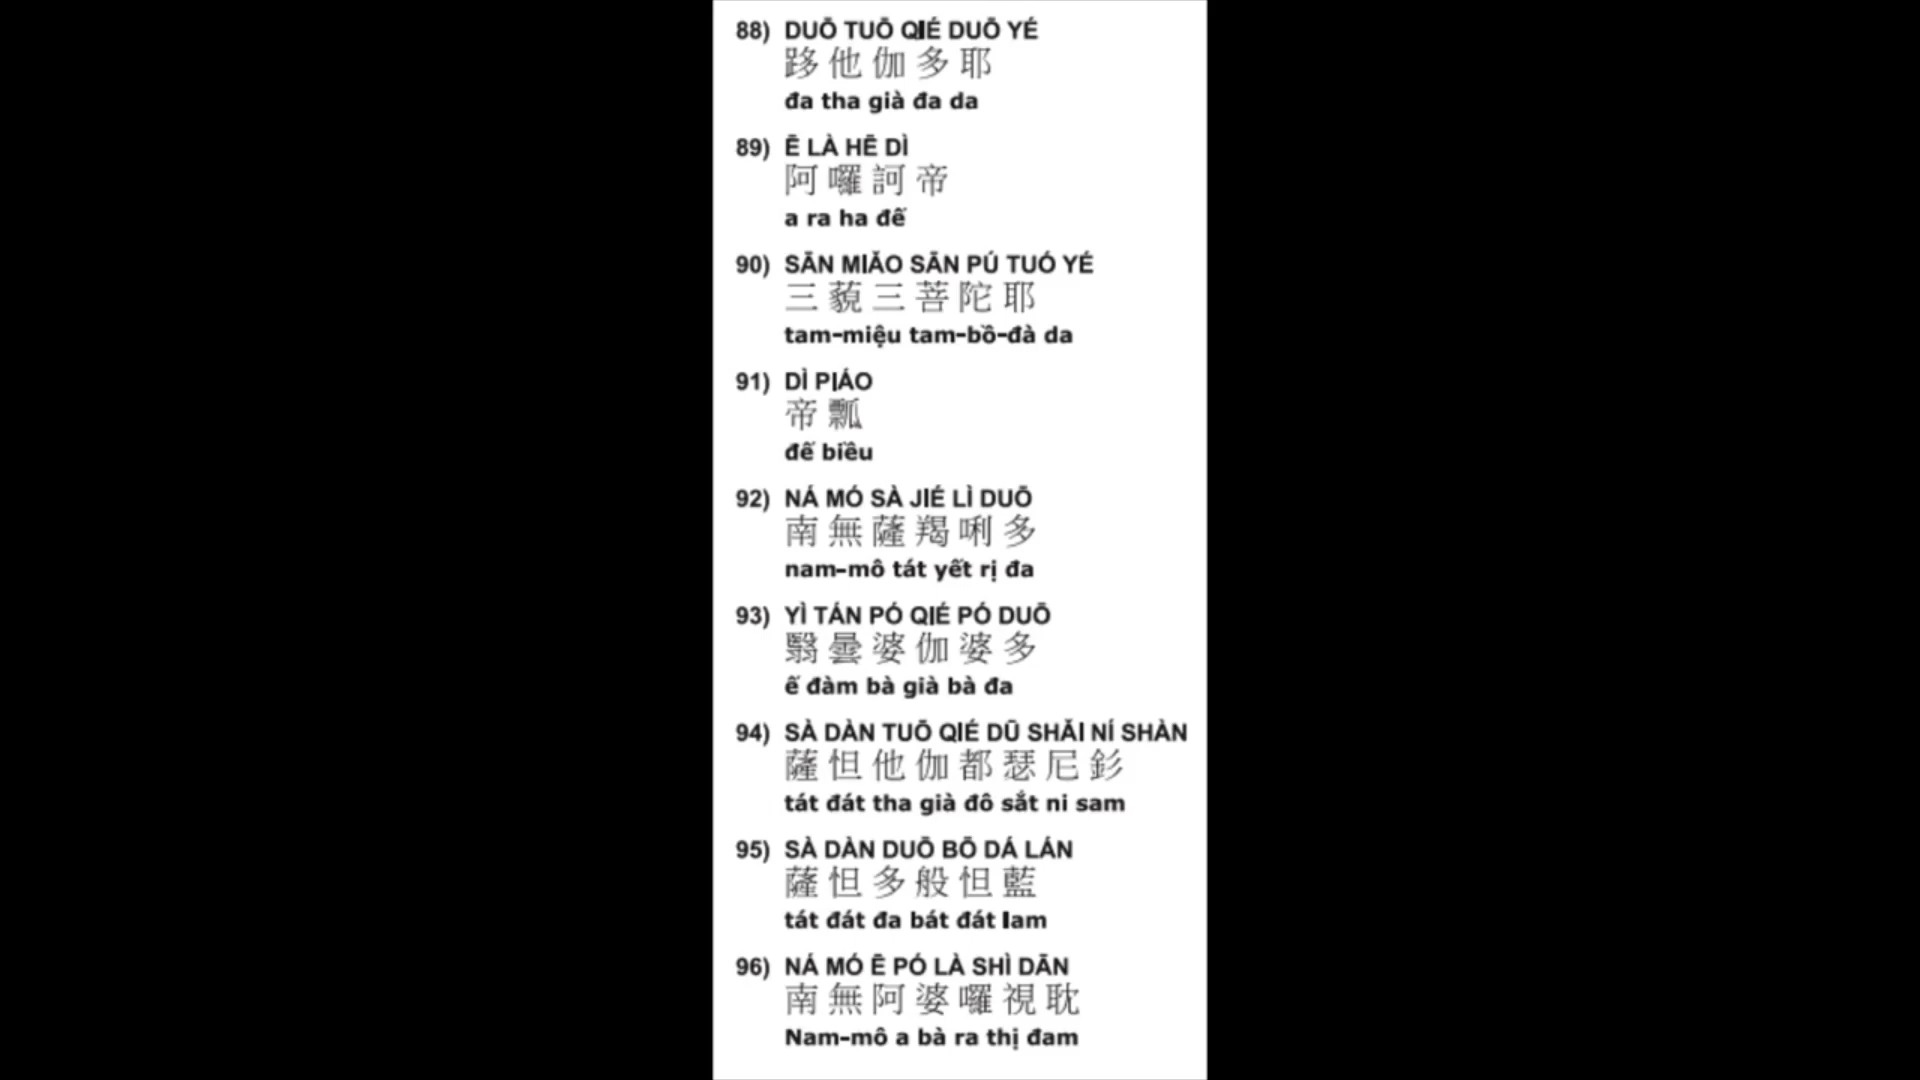 88) DUŌ TUŌ QIÉ DUŌ YÉ
跢他伽多耶
đa tha già đa da
89) Ē LÀ HĒ DÌ
阿囉訶帝
a ra ha đế
90) SĀN MIǍO SĀN PÚ TUÓ YÉ
三藐三菩陀耶
tam-miệu tam-bồ-đà da
91) DÌ PIÁO
帝瓢
đế biều
92) NÁ MÓ SÀ JIÉ LÌ DUŌ
南無薩羯唎多
nam-mô tát yết rị đa
93) YÌ TÁN PÓ QIÉ PÓ DUŌ
翳曇婆伽婆多
ế đàm bà già bà đa
94) SÀ DÀN TUŌ QIÉ DŪ SHǍI NÍ SHÀN
薩怛他伽都瑟尼釤
tát đát tha già đô sắt ni sam
95) SÀ DÀN DUŌ BŌ DÁ LÁN
薩怛多般怛藍
tát đát đa bát đát lam
96) NÁ MÓ Ē PÓ LÀ SHÌ DĀN
南無阿婆囉視耽
Nam-mô a bà ra thị đam